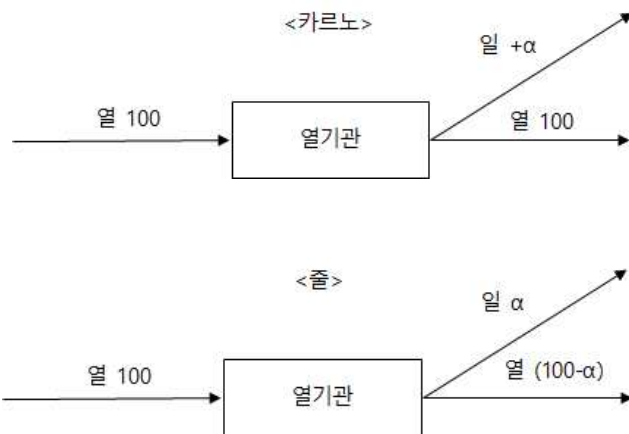 <카르노>
일 +α
열 100
열기관
열 100
<줄>
일 α
열 100
열기관
열 (100-α)